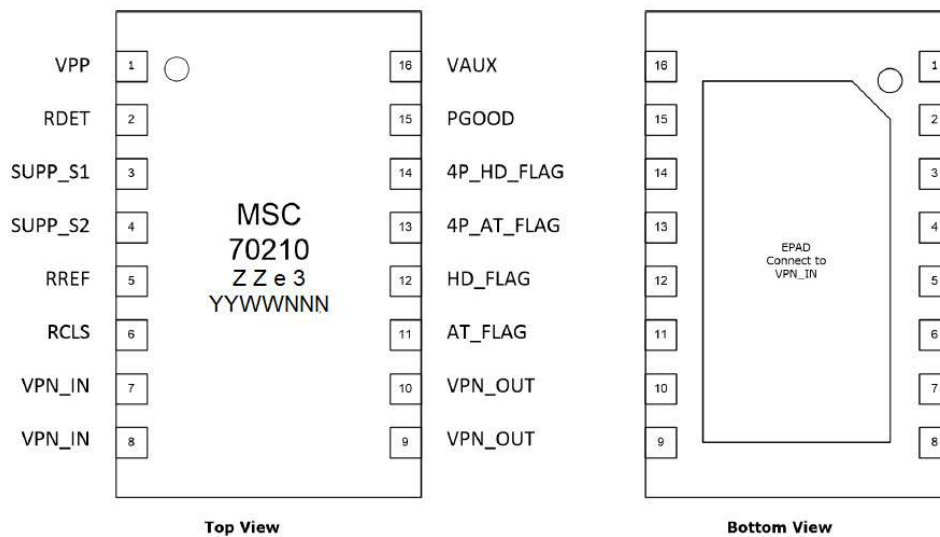 VPP 1 16 VAUX
RDET 2 15 PGOOD
SUPP_S1 3 14 4P_HD_FLAG
SUPP_S2 4 13 4P_AT_FLAG
RREF 5 12 HD_FLAG
RCLS 6 11 AT_FLAG
VPN_IN 7 10 VPN_OUT
VPN_IN 8 9 VPN_OUT
MSC
70210
Z Z e 3
YYWWNNN
Top View
16 1
15 2
14 3
13 4
12 5
11 6
10 7
9 8
EPAD
Connect to
VPN_IN
Bottom View